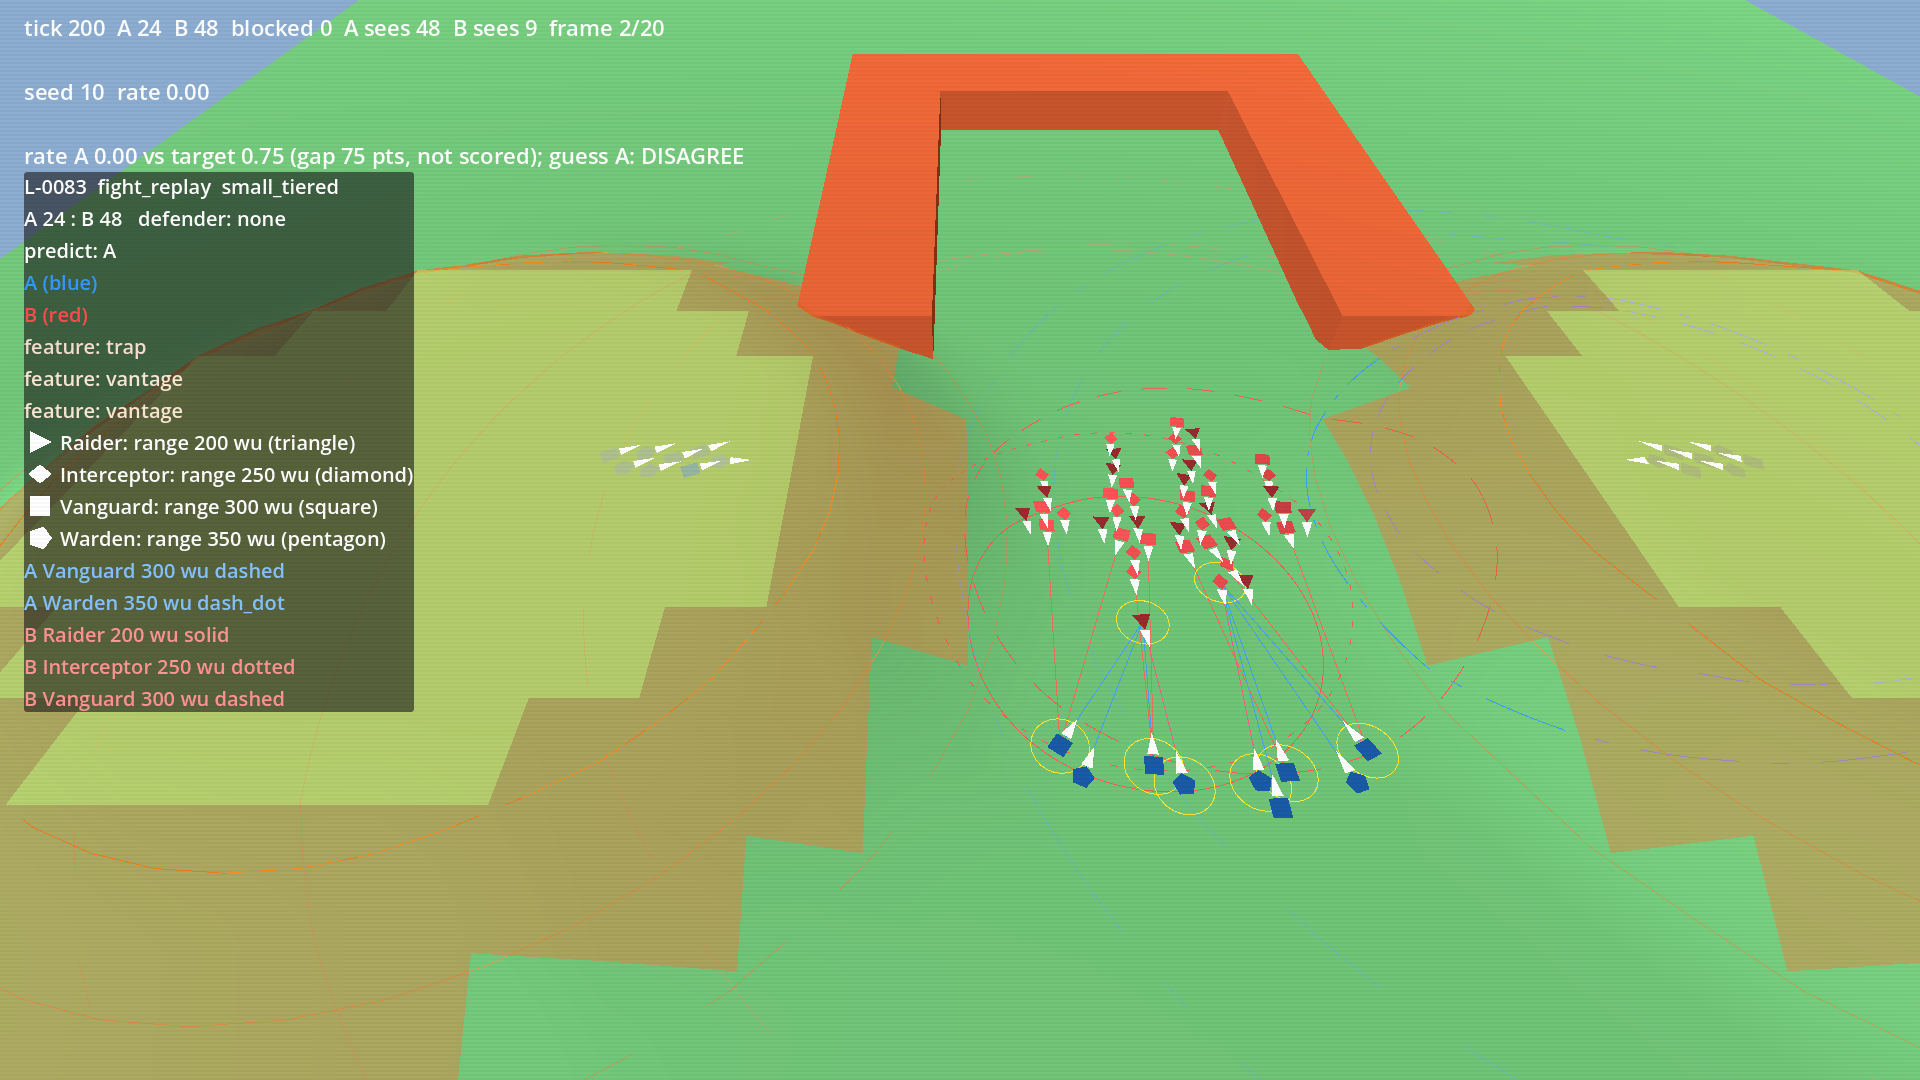 tick 200  A 24  B 48  blocked 0  A sees 48  B sees 9  frame 2/20
seed 10  rate 0.00
rate A 0.00 vs target 0.75 (gap 75 pts, not scored); guess A: DISAGREE
L-0083  fight_replay  small_tiered
A 24 : B 48   defender: none
predict: A
A (blue)
B (red)
feature: trap
feature: vantage
feature: vantage
Raider: range 200 wu (triangle)
Interceptor: range 250 wu (diamond)
Vanguard: range 300 wu (square)
Warden: range 350 wu (pentagon)
A Vanguard 300 wu dashed
A Warden 350 wu dash_dot
B Raider 200 wu solid
B Interceptor 250 wu dotted
B Vanguard 300 wu dashed